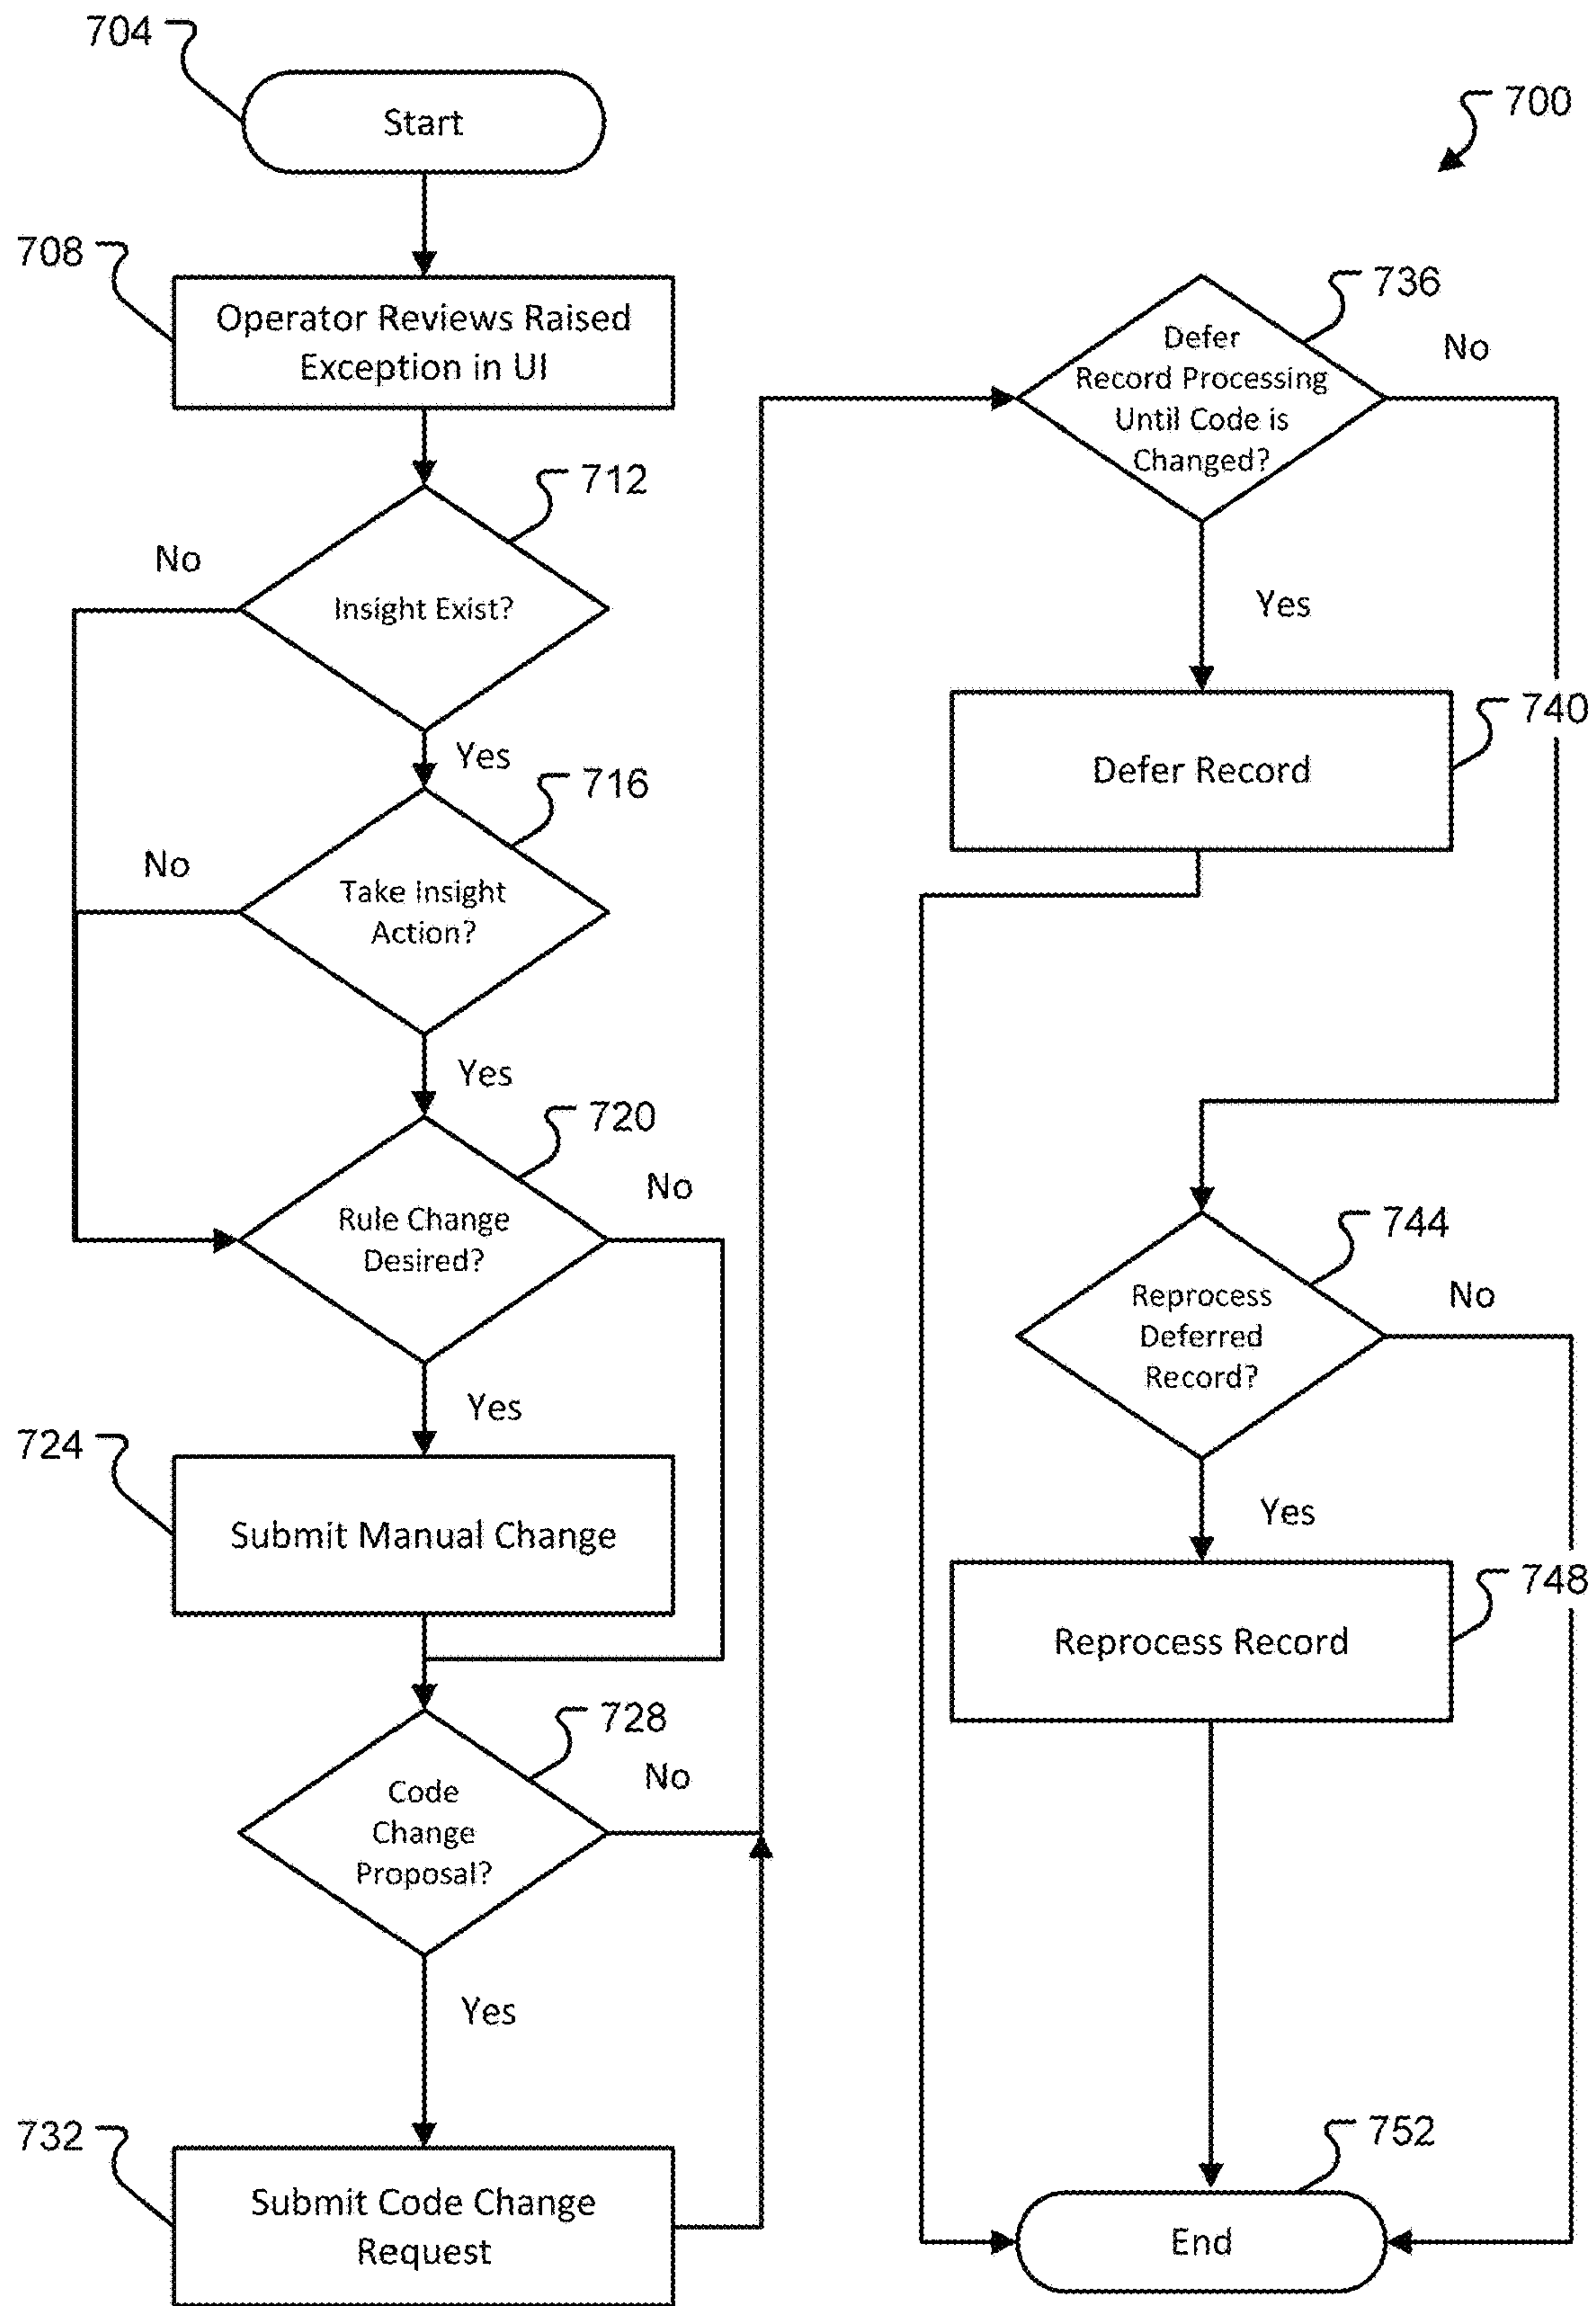 704
Start
700
708
Operator Reviews Raised
Exception in UI
712
No
Insight Exist?
Yes
716
No
Take Insight
Action?
Yes
720
No
Rule Change
Desired?
Yes
724
Submit Manual Change
728
No
Code
Change
Proposal?
Yes
732
Submit Code Change
Request
736
No
Defer
Record Processing
Until Code is
Changed?
Yes
740
Defer Record
744
No
Reprocess
Deferred
Record?
Yes
748
Reprocess Record
752
End